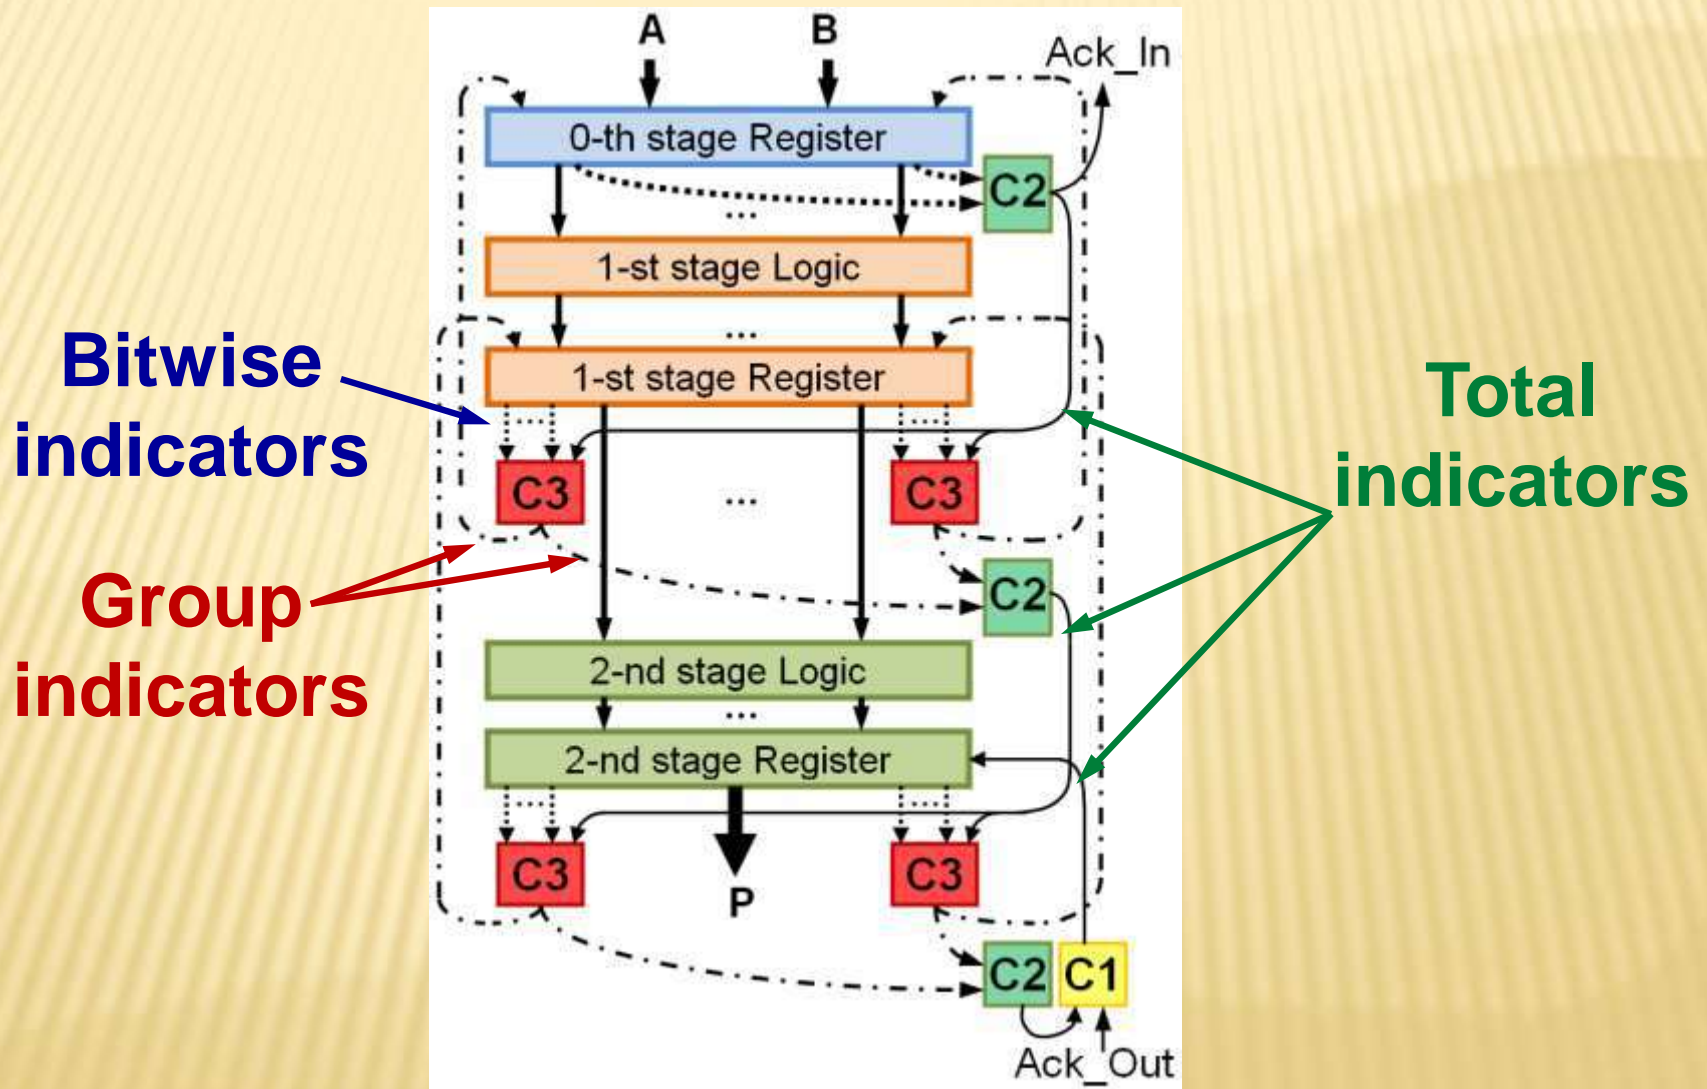 A B
Ack_In
0-th stage Register
C2
...
1-st stage Logic
...
1-st stage Register
Bitwise
indicators
Total
indicators
C3 ... C3
Group
indicators
C2
2-nd stage Logic
...
2-nd stage Register
C3 C3
P
C2 C1
Ack_Out